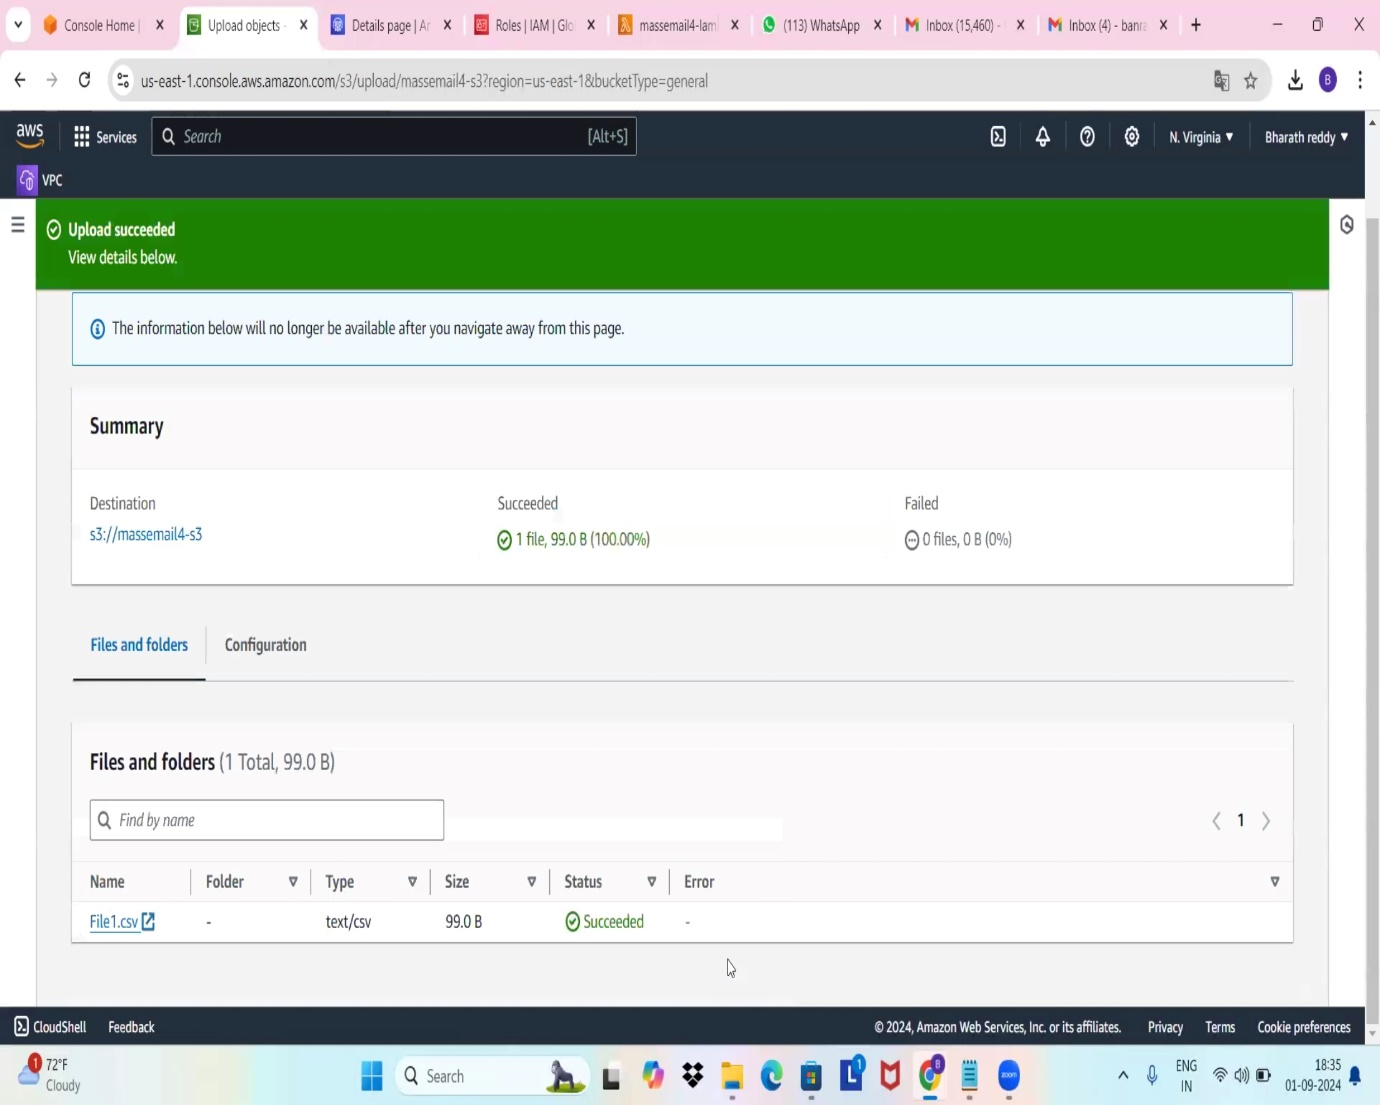 Console Home |
Upload objects -
Details page | Ar
Roles | IAM | Glo
massemail4-lam
(113) WhatsApp
Inbox (15,460) -
Inbox (4) - banra
us-east-1.console.aws.amazon.com/s3/upload/massemail4-s3?region=us-east-1&bucketType=general
B
aws
Services
Search
[Alt+S]
N. Virginia
Bharath reddy
VPC
Upload succeeded
View details below.
The information below will no longer be available after you navigate away from this page.
Summary
Destination
Succeeded
Failed
s3://massemail4-s3
1 file, 99.0 B (100.00%)
0 files, 0 B (0%)
Files and folders
Configuration
Files and folders (1 Total, 99.0 B)
Find by name
1
Name
Folder
Type
Size
Status
Error
File1.csv
-
text/csv
99.0 B
Succeeded
-
CloudShell
Feedback
© 2024, Amazon Web Services, Inc. or its affiliates.
Privacy
Terms
Cookie preferences
1
72°F
Cloudy
Search
L
1
B
zoom
ENG
IN
18:35
01-09-2024